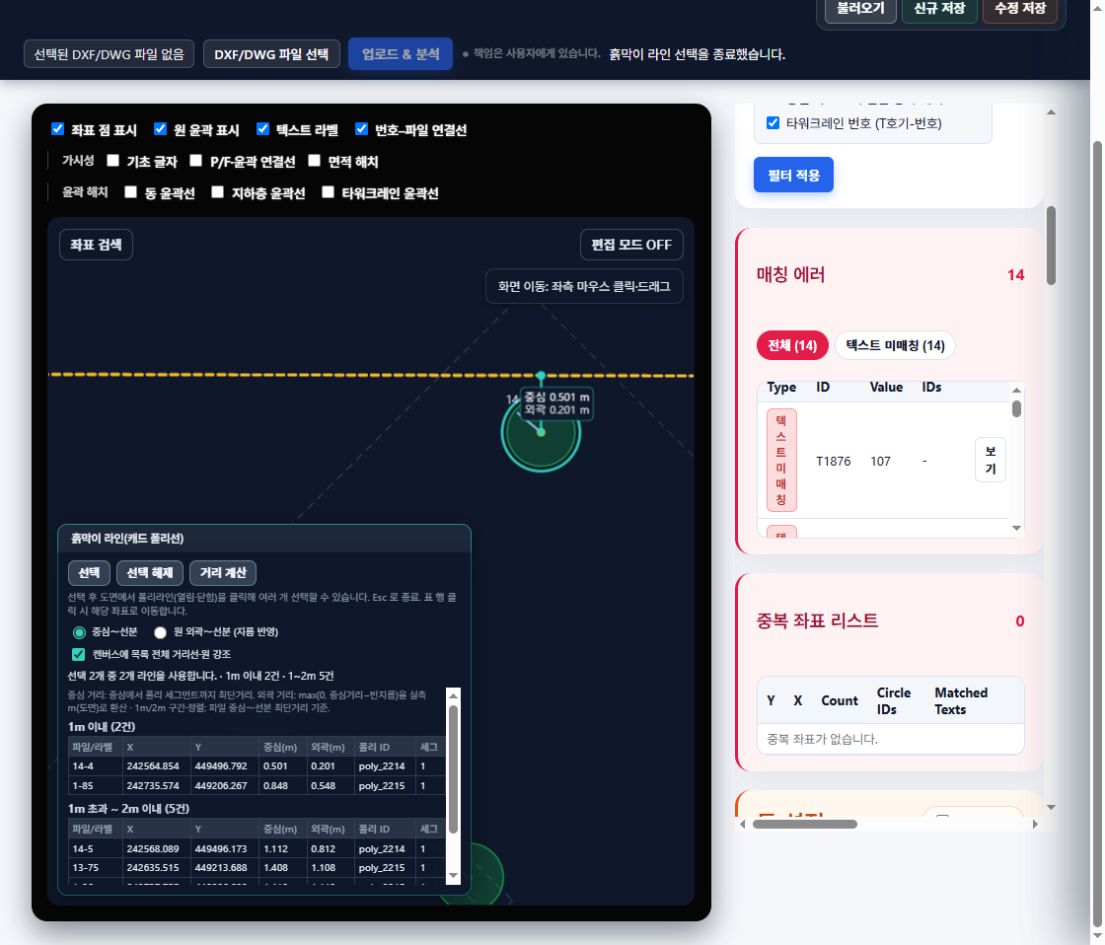 불러오기 신규 저장 수정 저장
선택된 DXF/DWG 파일 없음 DXF/DWG 파일 선택 업로드 & 분석 ● 책임은 사용자에게 있습니다. 흙막이 라인 선택을 종료했습니다.
좌표 점 표시 원 윤곽 표시 텍스트 라벨 번호–파일 연결선
가시성 기초 글자 P/F-윤곽 연결선 면적 해치
윤곽 해치 동 윤곽선 지하층 윤곽선 타워크레인 윤곽선
좌표 검색 편집 모드 OFF
화면 이동: 좌측 마우스 클릭·드래그
14
중심 0.501 m
외곽 0.201 m
흙막이 라인(캐드 폴리선)
선택 선택 해제 거리 계산
선택 후 도면에서 폴리라인(열림·닫힘)을 클릭해 여러 개 선택할 수 있습니다. Esc 로 종료. 표 행 클
릭 시 해당 좌표로 이동합니다.
중심~선분 원 외곽~선분 (지름 반영)
캔버스에 목록 전체 거리선·원 강조
선택 2개 중 2개 라인을 사용합니다. · 1m 이내 2건 · 1~2m 5건
중심 거리: 중심에서 폴리 세그먼트까지 최단거리. 외곽 거리: max(0, 중심거리−반지름)을 실측
m(도면)로 환산 · 1m/2m 구간·정렬: 파일 중심~선분 최단거리 기준.
1m 이내 (2건)
파일/라벨 X Y 중심(m) 외곽(m) 폴리 ID 세그
14-4 242564.854 449496.792 0.501 0.201 poly_2214 1
1-85 242735.574 449206.267 0.848 0.548 poly_2215 1
1m 초과 ~ 2m 이내 (5건)
파일/라벨 X Y 중심(m) 외곽(m) 폴리 ID 세그
14-5 242568.089 449496.173 1.112 0.812 poly_2214 1
13-75 242635.515 449213.688 1.408 1.108 poly_2215 1
타워크레인 번호 (T호기-번호)
필터 적용
매칭 에러 14
전체 (14) 텍스트 미매칭 (14)
Type ID Value IDs
텍스트미매칭 T1876 107 - 보기
중복 좌표 리스트 0
Y X Count Circle IDs Matched Texts
중복 좌표가 없습니다.